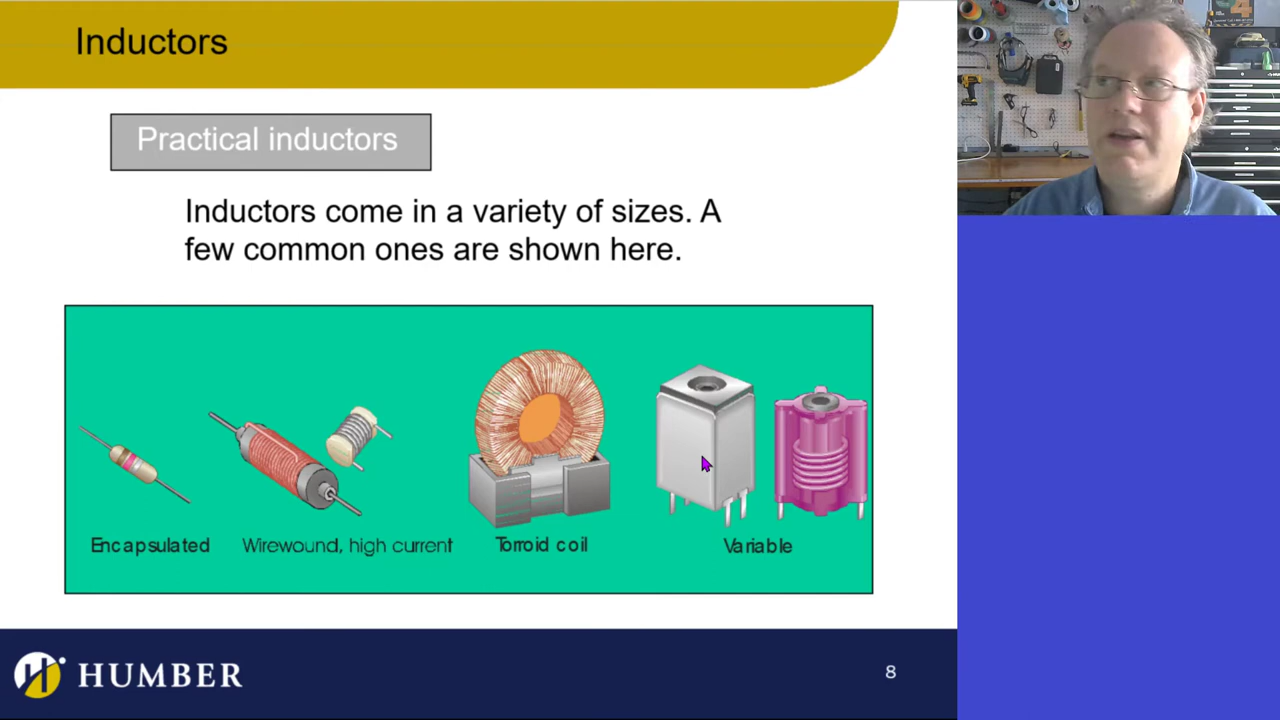 Inductors
Practical inductors
Inductors come in a variety of sizes. A
few common ones are shown here.
Encapsulated
Wirewound, high current
Torroid coil
Variable
HUMBER
8